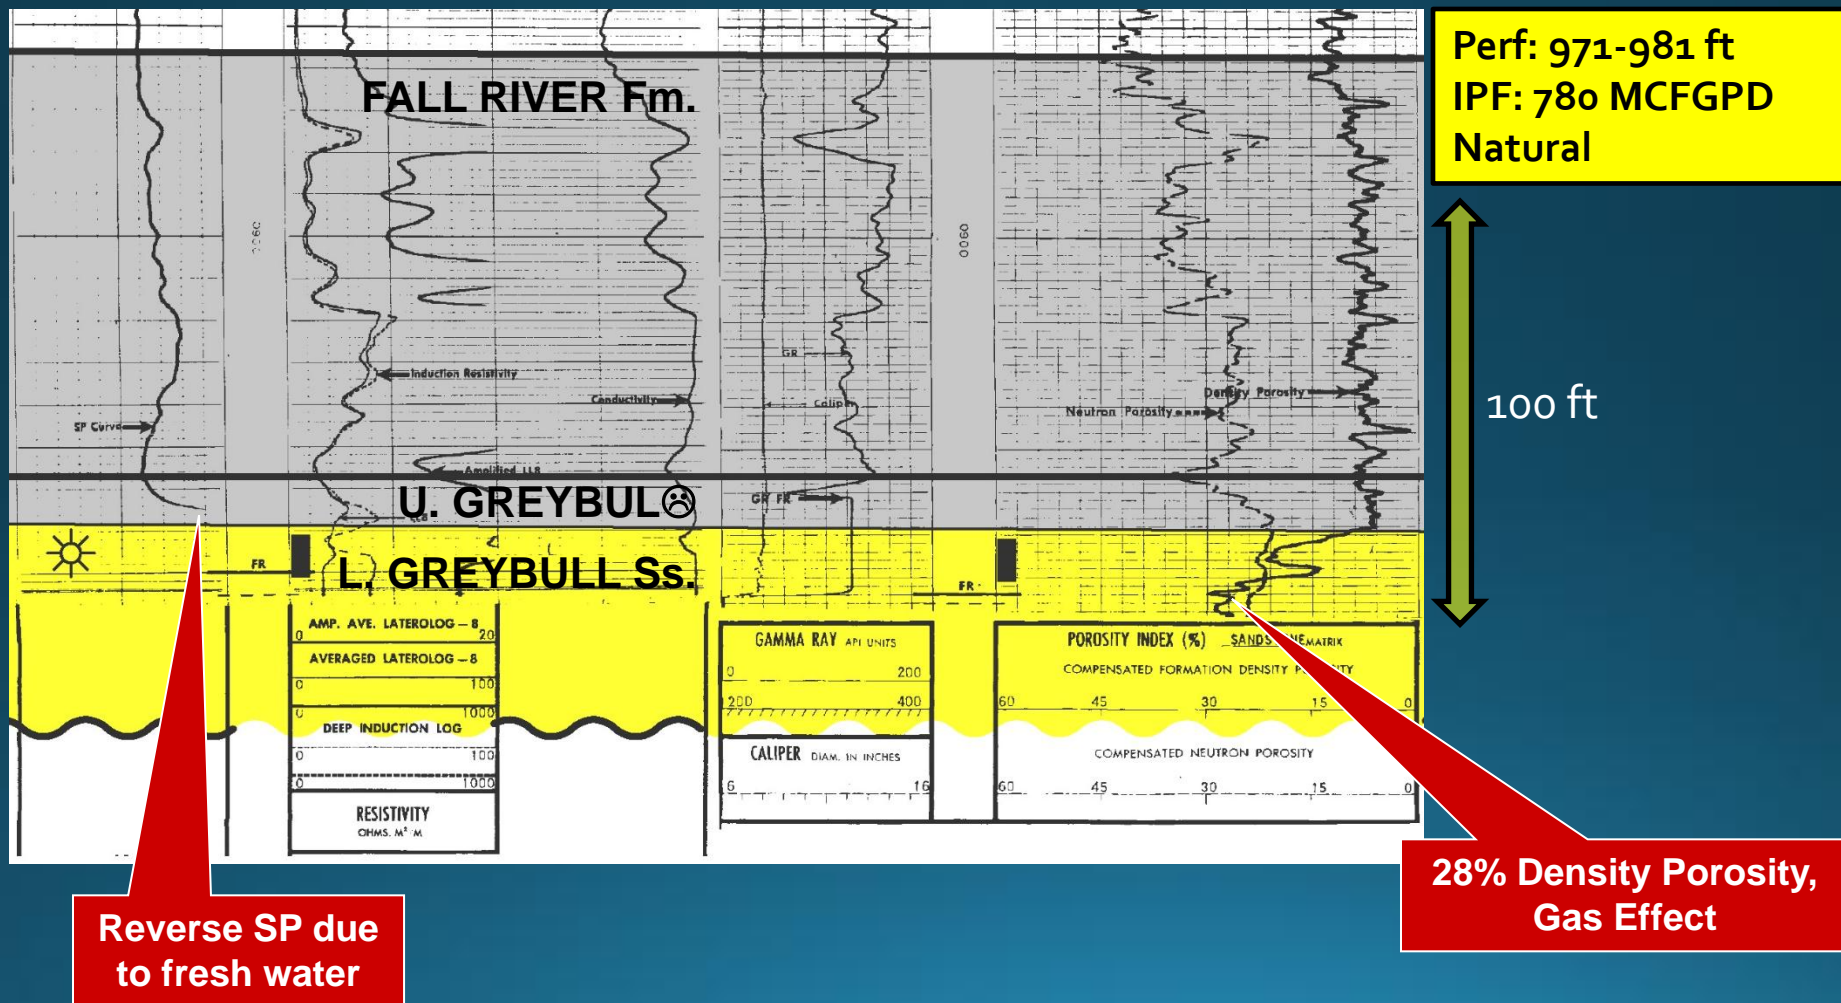 Perf: 971-981 ft
IPF: 780 MCFGPD
Natural
FALL RIVER Fm.
0060
0060
GR
Induction Resistivity
Conductivity
Caliper
Density Porosity
Neutron Porosity
100 ft
SP Curve
Amplified LL8
U. GREYBUL☹
GR FR
L. GREYBULL Ss.
FR
FR
AMP. AVE. LATEROLOG – 8
0 20
AVERAGED LATEROLOG – 8
0 100
0 1000
DEEP INDUCTION LOG
0 100
0 1000
RESISTIVITY
OHMS. M² M
GAMMA RAY API UNITS
0 200
200 400
CALIPER DIAM. IN INCHES
6 16
POROSITY INDEX (%) MATRIX
COMPENSATED FORMATION DENSITY
60 45 30 15 0
COMPENSATED NEUTRON POROSITY
60 45 30 15 0
Reverse SP due
to fresh water
28% Density Porosity,
Gas Effect